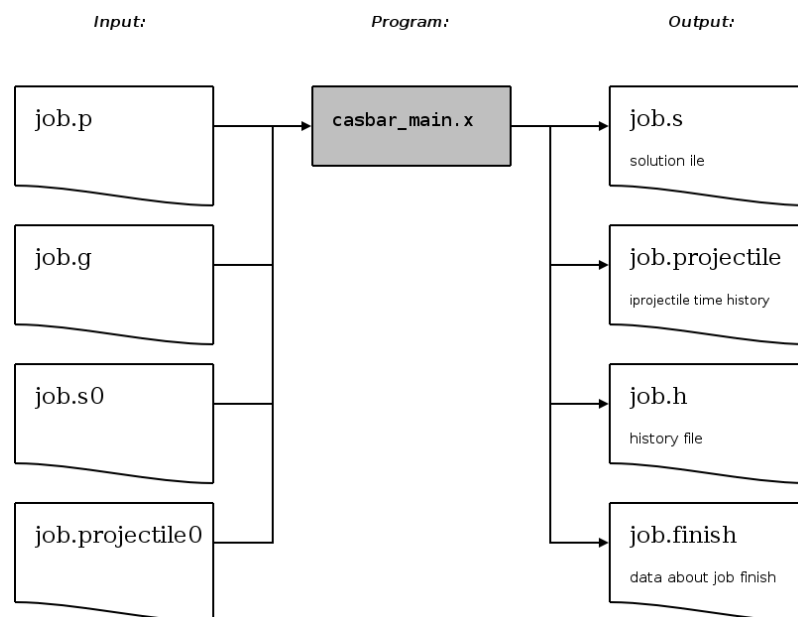 Input:
Program:
Output:
job.p
casbar_main.x
job.s
solution ile
job.g
job.projectile
iprojectile time history
job.s0
job.h
history file
job.projectile0
job.finish
data about job finish